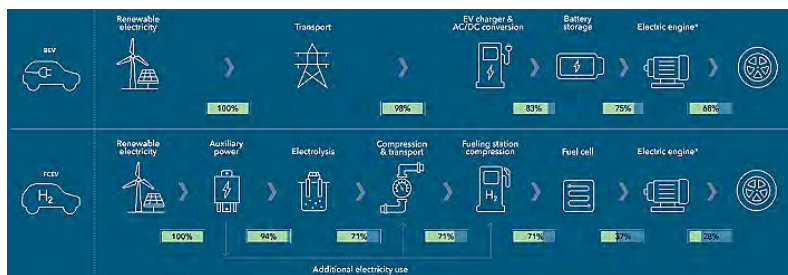 Renewable
electricity
Transport
EV charger &
AC/DC conversion
Battery
storage
Electric engine*
BEV
100%
98%
83%
75%
68%
Renewable
electricity
Auxiliary
power
Electrolysis
Compression
& transport
Fueling station
compression
Fuel cell
Electric engine*
FCEV
H2
H2
100%
94%
71%
71%
71%
37%
28%
Additional electricity use